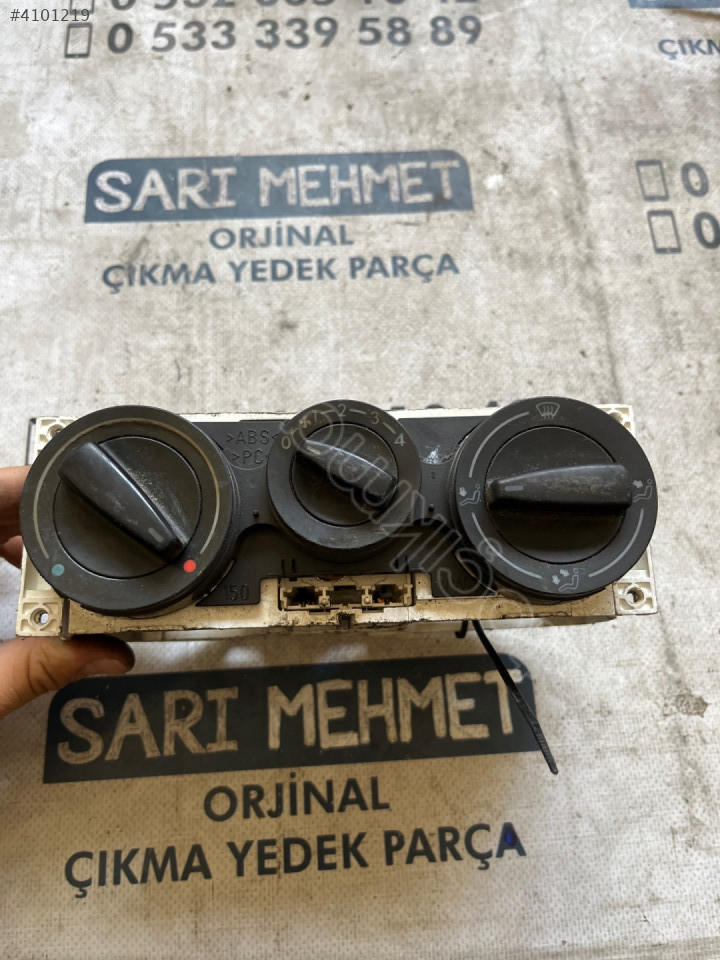 #4101219
0 533 339 58 89
ÇIKM
SARI MEHMET
ORJİNAL
ÇIKMA YEDEK PARÇA
0
0
>ABS<
>PC<
0 1 2 3 4
150
SARI MEHMET
ORJİNAL
ÇIKMA YEDEK PARÇA